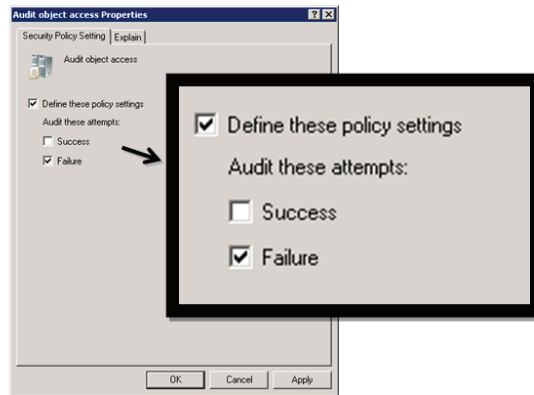 Audit object access Properties
Security Policy Setting Explain
Audit object access
Define these policy settings
Audit these attempts:
Success
Failure
OK Cancel Apply
Define these policy settings
Audit these attempts:
Success
Failure